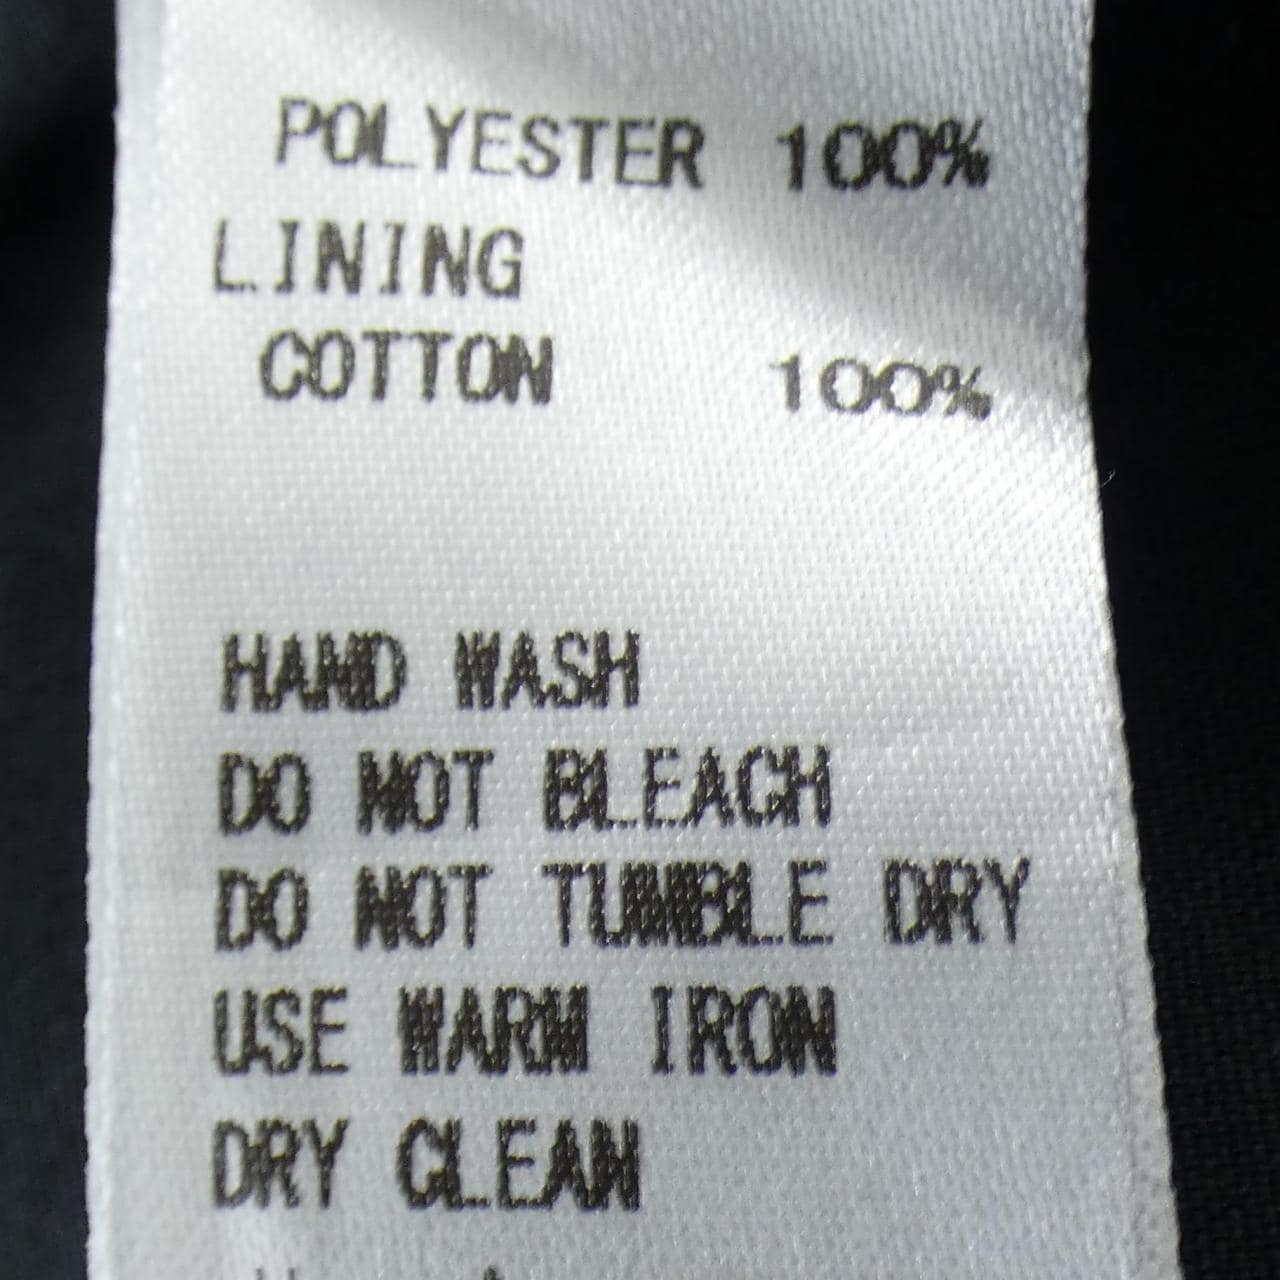 POLYESTER 100%
LINING
COTTON 100%
HAND WASH
DO NOT BLEACH
DO NOT TUMBLE DRY
USE WARM IRON
DRY CLEAN